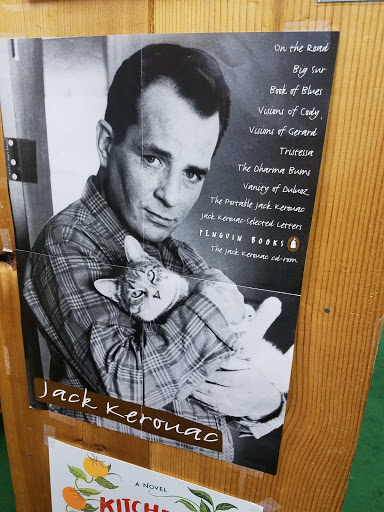 On the Road
Big Sur
Book of Blues
Visions of Cody,
Visions of Gerard
Tristessa
The Dharma Bums
Vanity of Duluoz
The Portable Jack Kerouac
Jack Kerouac-Selected Letters
PENGUIN BOOKS
The Jack Kerouac cd-rom
Jack Kerouac
A NOVEL